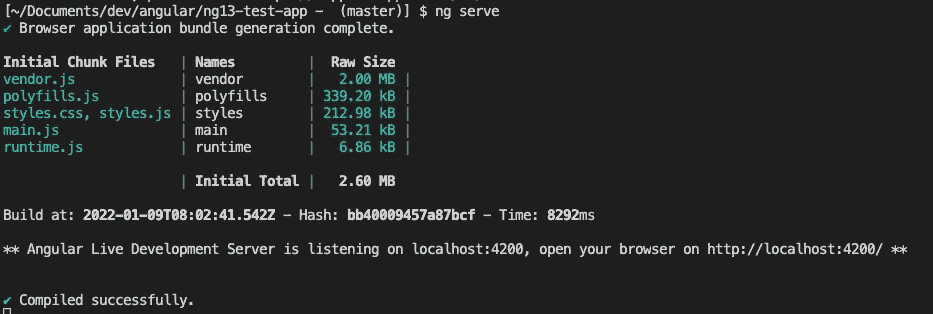 [~/Documents/dev/angular/ng13-test-app - (master)] $ ng serve
✔ Browser application bundle generation complete.
Initial Chunk Files | Names | Raw Size
vendor.js | vendor | 2.00 MB |
polyfills.js | polyfills | 339.20 kB |
styles.css, styles.js | styles | 212.98 kB |
main.js | main | 53.21 kB |
runtime.js | runtime | 6.86 kB |
| Initial Total | 2.60 MB
Build at: 2022-01-09T08:02:41.542Z - Hash: bb40009457a87bcf - Time: 8292ms
** Angular Live Development Server is listening on localhost:4200, open your browser on http://localhost:4200/ **
✔ Compiled successfully.